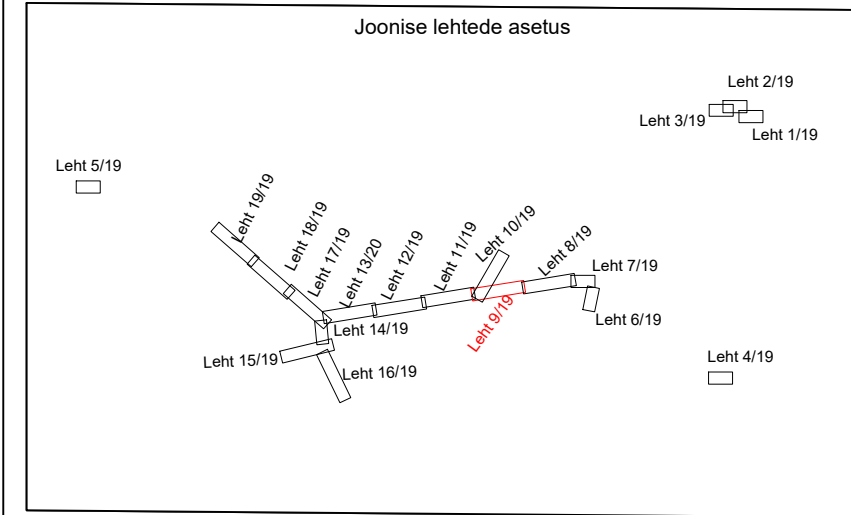 Joonise lehtede asetus
Leht 2/19
Leht 3/19
Leht 1/19
Leht 5/19
Leht 19/19
Leht 18/19
Leht 17/19
Leht 13/20
Leht 12/19
Leht 11/19
Leht 10/19
Leht 9/19
Leht 8/19
Leht 7/19
Leht 6/19
Leht 14/19
Leht 15/19
Leht 16/19
Leht 4/19